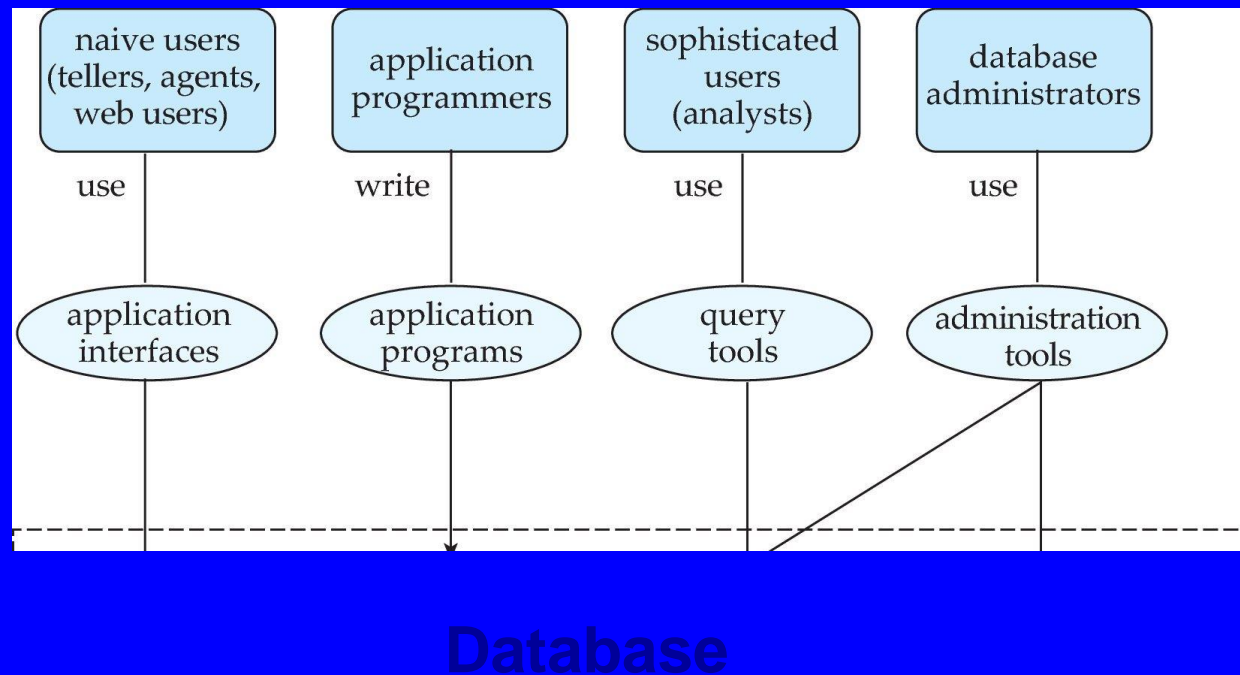 naive users
(tellers, agents,
web users)
application
programmers
sophisticated
users
(analysts)
database
administrators
use
write
use
use
application
interfaces
application
programs
query
tools
administration
tools
Database